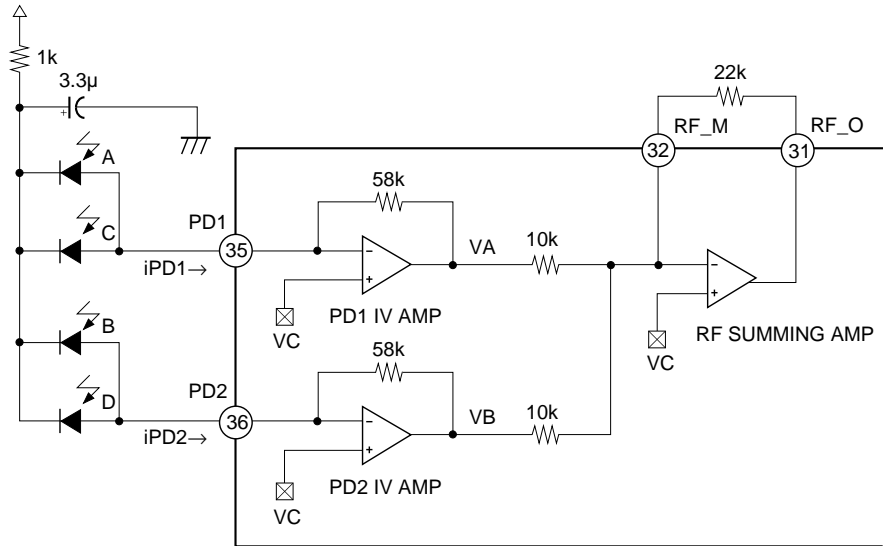 1k
3.3µ
+
22k
RF_M
RF_O
32
31
A
58k
PD1
C
VA
10k
35
–
+
iPD1→
–
+
B
VC
PD1 IV AMP
VC
RF SUMMING AMP
58k
D
PD2
VB
10k
36
–
+
iPD2→
VC
PD2 IV AMP